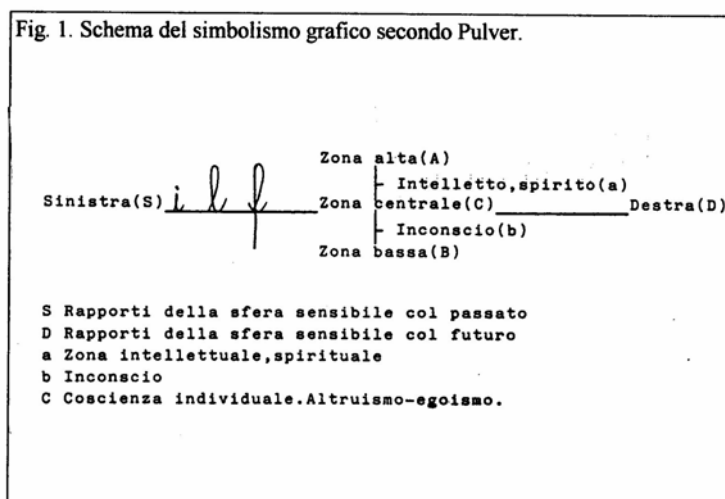 Fig. 1. Schema del simbolismo grafico secondo Pulver.
Zona alta(A)
Intelletto,spirito(a)
Sinistra(S) i l f Zona centrale(C) Destra(D)
Inconscio(b)
Zona bassa(B)
S Rapporti della sfera sensibile col passato
D Rapporti della sfera sensibile col futuro
a Zona intellettuale,spirituale
b Inconscio
C Coscienza individuale.Altruismo-egoismo.